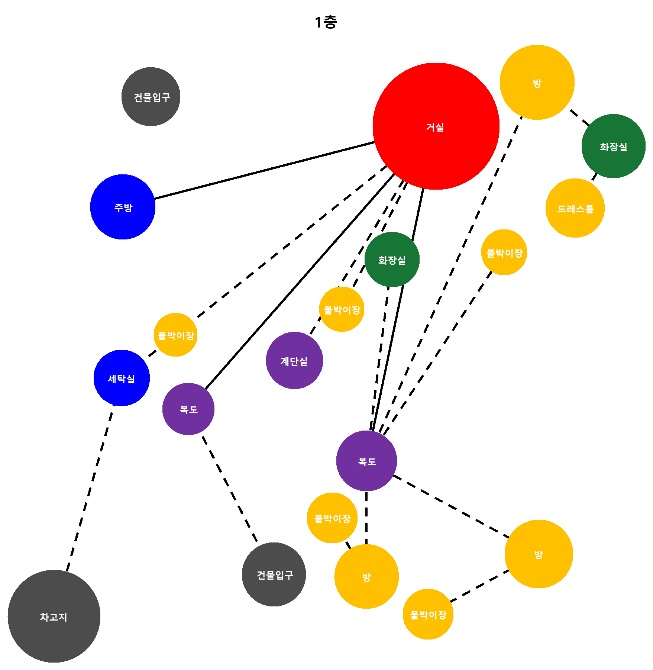 1층
방
건물입구
거실
화장실
주방
드레스룸
붙박이장
화장실
붙박이장
붙박이장
계단실
세탁실
복도
복도
붙박이장
방
건물입구
방
차고지
붙박이장